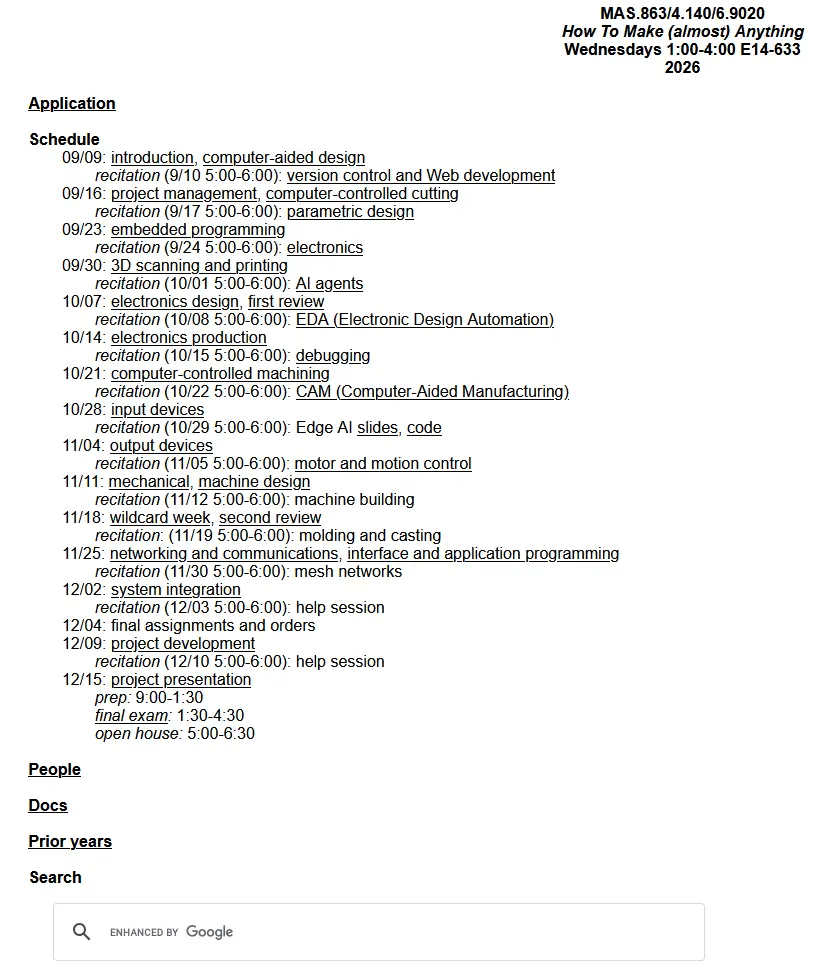 MAS.863/4.140/6.9020
How To Make (almost) Anything
Wednesdays 1:00-4:00 E14-633
2026
Application
Schedule
09/09: introduction, computer-aided design
recitation (9/10 5:00-6:00): version control and Web development
09/16: project management, computer-controlled cutting
recitation (9/17 5:00-6:00): parametric design
09/23: embedded programming
recitation (9/24 5:00-6:00): electronics
09/30: 3D scanning and printing
recitation (10/01 5:00-6:00): AI agents
10/07: electronics design, first review
recitation (10/08 5:00-6:00): EDA (Electronic Design Automation)
10/14: electronics production
recitation (10/15 5:00-6:00): debugging
10/21: computer-controlled machining
recitation (10/22 5:00-6:00): CAM (Computer-Aided Manufacturing)
10/28: input devices
recitation (10/29 5:00-6:00): Edge AI slides, code
11/04: output devices
recitation (11/05 5:00-6:00): motor and motion control
11/11: mechanical, machine design
recitation (11/12 5:00-6:00): machine building
11/18: wildcard week, second review
recitation: (11/19 5:00-6:00): molding and casting
11/25: networking and communications, interface and application programming
recitation (11/30 5:00-6:00): mesh networks
12/02: system integration
recitation (12/03 5:00-6:00): help session
12/04: final assignments and orders
12/09: project development
recitation (12/10 5:00-6:00): help session
12/15: project presentation
prep: 9:00-1:30
final exam: 1:30-4:30
open house: 5:00-6:30
People
Docs
Prior years
Search
ENHANCED BY Google